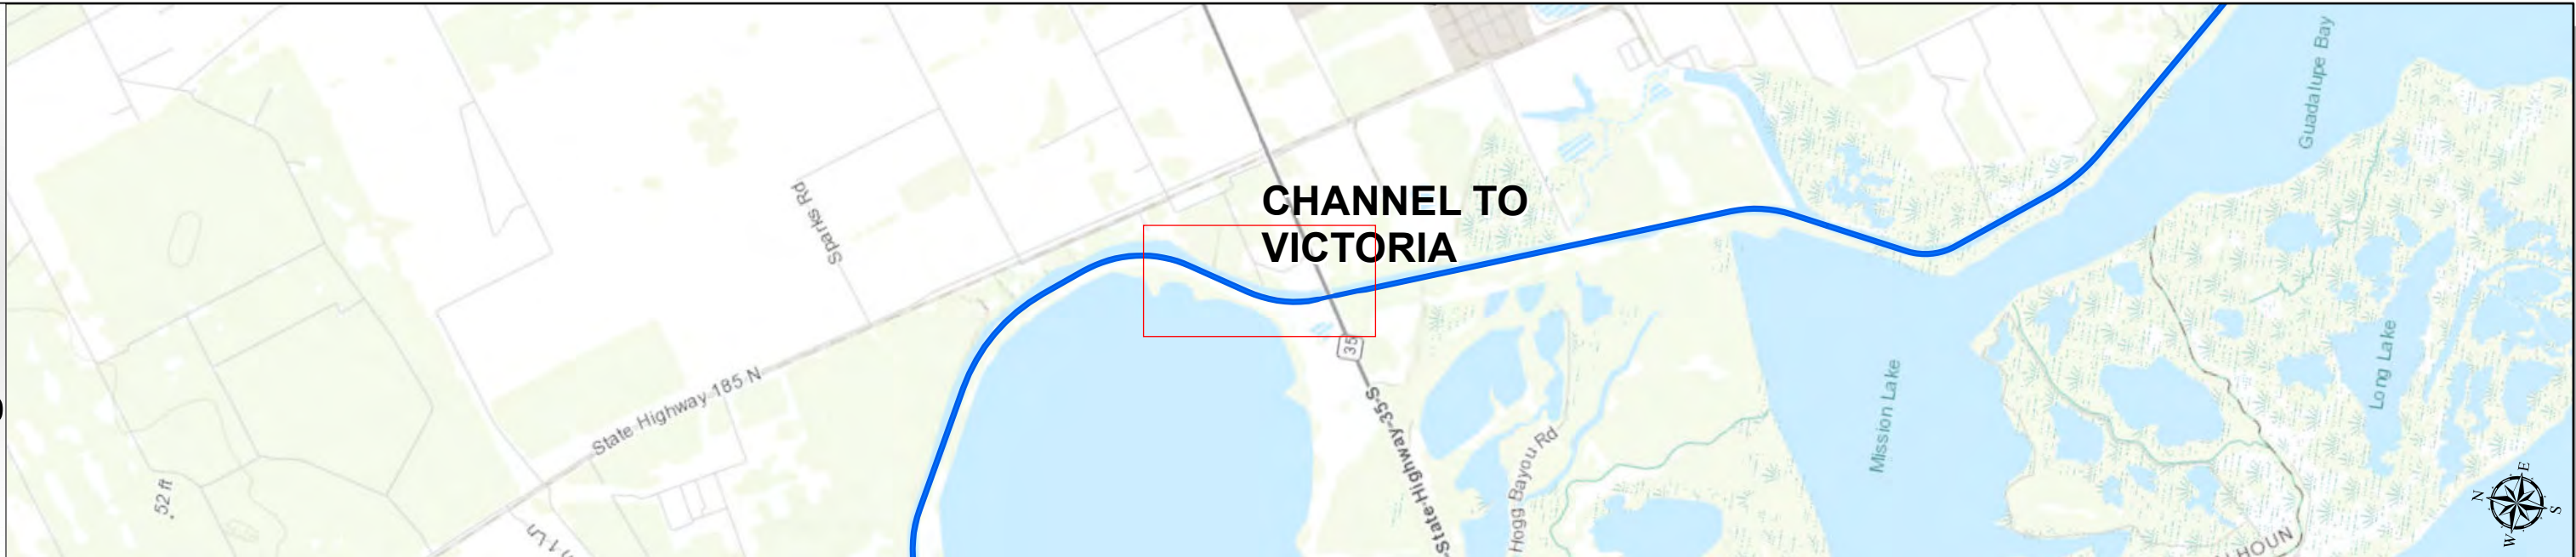 Guadalupe Bay
Sparks Rd
CHANNEL TO
VICTORIA
35
State Highway 185 N
State-Highway-35-S
Mission Lake
Long Lake
Hogg Bayou Rd
52 ft
N
E
S
W